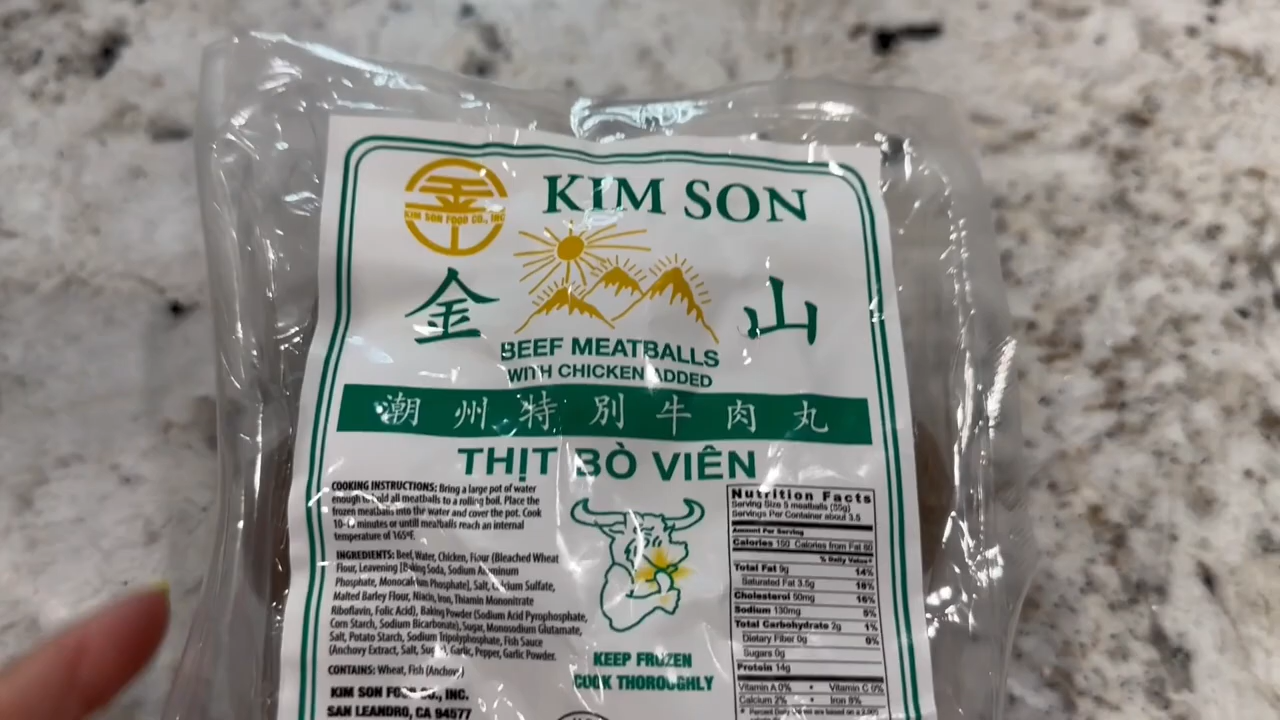 KIM SON FOOD CO., INC
KIM SON
金 山
BEEF MEATBALLS
WITH CHICKEN ADDED
潮州特別牛肉丸
THỊT BÒ VIÊN
COOKING INSTRUCTIONS: Bring a large pot of water
enough to hold all meatballs to a rolling boil. Place the
frozen meatballs into the water and cover the pot. Cook
minutes or untill meatballs reach an internal
temperature of 165°F.
INGREDIENTS: Beef, Water, Chicken, Flour (Bleached Wheat
Flour, Leavening [Baking Soda, Sodium Aluminum
Phosphate, Monocalcium Phosphate], Salt, Calcium Sulfate,
Malted Barley Flour, Niacin, Iron, Thiamin Mononitrate
Riboflavin, Folic Acid), Baking Powder (Sodium Acid Pyrophosphate,
Corn Starch, Sodium Bicarbonate), Sugar, Monosodium Glutamate,
Salt, Potato Starch, Sodium Tripolyphosphate, Fish Sauce
(Anchovy Extract, Salt, Sugar), Garlic, Pepper, Garlic Powder.
CONTAINS: Wheat, Fish (Anchovy)
KIM SON FOOD CO., INC.
SAN LEANDRO, CA 94577
KEEP FROZEN
COOK THOROUGHLY
Nutrition Facts
Serving Size 5 meatballs
Servings Per Container about 3.5
Amount Per Serving
Calories 150 Calories from Fat 80
% Daily Value*
Total Fat 9g 14%
Saturated Fat 3.5g 18%
Cholesterol 50mg 16%
Sodium 130mg 5%
Total Carbohydrate 2g 1%
Dietary Fiber 0g 0%
Sugars 0g
Protein 14g
Vitamin A 0% • Vitamin C 0%
Calcium 2% • Iron 8%
* Percent Daily are based on a 2,000